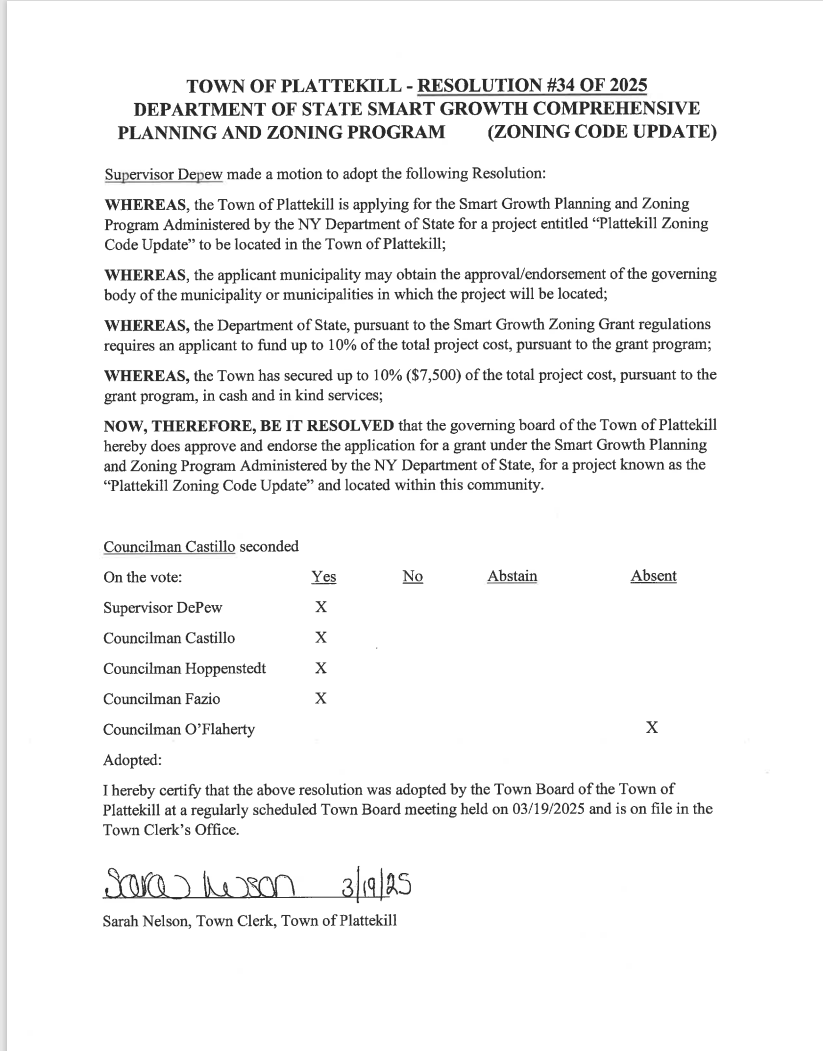 TOWN OF PLATTEKILL - RESOLUTION #34 OF 2025
DEPARTMENT OF STATE SMART GROWTH COMPREHENSIVE
PLANNING AND ZONING PROGRAM (ZONING CODE UPDATE)
Supervisor Depew made a motion to adopt the following Resolution:
WHEREAS, the Town of Plattekill is applying for the Smart Growth Planning and Zoning
Program Administered by the NY Department of State for a project entitled “Plattekill Zoning
Code Update” to be located in the Town of Plattekill;
WHEREAS, the applicant municipality may obtain the approval/endorsement of the governing
body of the municipality or municipalities in which the project will be located;
WHEREAS, the Department of State, pursuant to the Smart Growth Zoning Grant regulations
requires an applicant to fund up to 10% of the total project cost, pursuant to the grant program;
WHEREAS, the Town has secured up to 10% ($7,500) of the total project cost, pursuant to the
grant program, in cash and in kind services;
NOW, THEREFORE, BE IT RESOLVED that the governing board of the Town of Plattekill
hereby does approve and endorse the application for a grant under the Smart Growth Planning
and Zoning Program Administered by the NY Department of State, for a project known as the
“Plattekill Zoning Code Update” and located within this community.
Councilman Castillo seconded
On the vote: Yes No Abstain Absent
Supervisor DePew X
Councilman Castillo X
Councilman Hoppenstedt X
Councilman Fazio X
Councilman O’Flaherty X
Adopted:
I hereby certify that the above resolution was adopted by the Town Board of the Town of
Plattekill at a regularly scheduled Town Board meeting held on 03/19/2025 and is on file in the
Town Clerk’s Office.
Sarah Nelson 3/19/25
Sarah Nelson, Town Clerk, Town of Plattekill